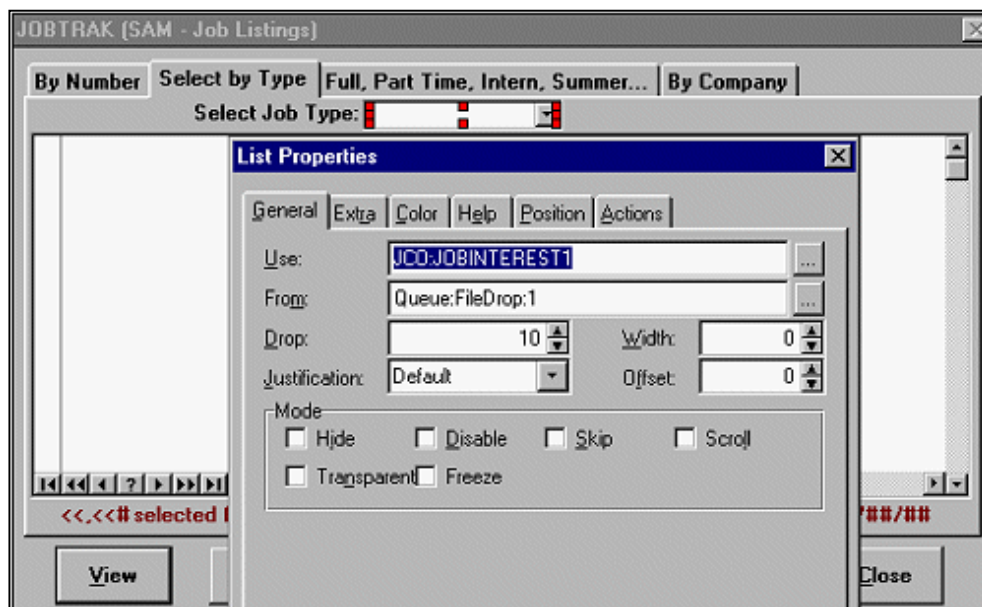 JOBTRAK (SAM - Job Listings)
By Number Select by Type Full, Part Time, Intern, Summer... By Company
Select Job Type:
List Properties
General Extra Color Help Position Actions
Use: JCO:JOBINTEREST1 ...
From: Queue:FileDrop:1 ...
Drop: 10 Width: 0
Justification: Default Offset: 0
Mode
Hide Disable Skip Scroll
Transparent Freeze
<<,<<# selected /##/##
View Close